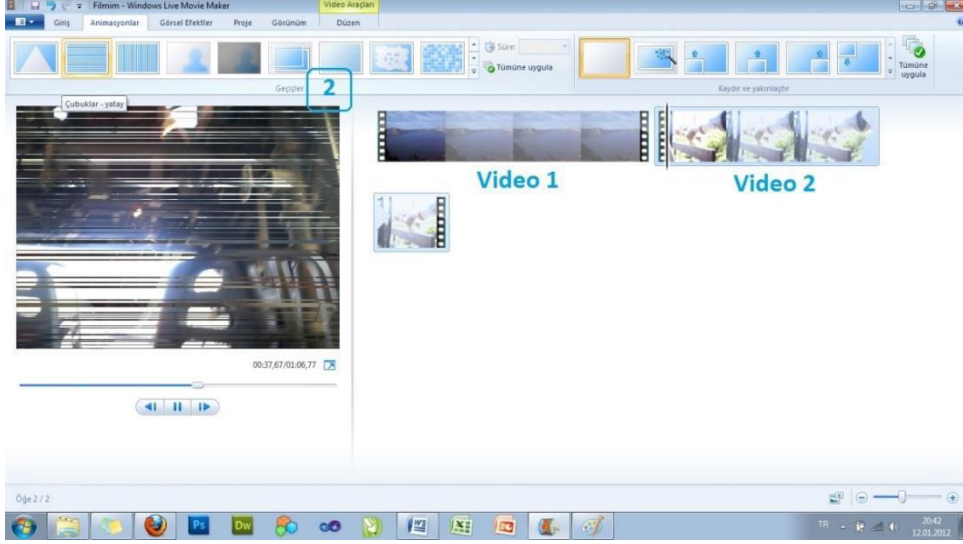 Filmim - Windows Live Movie Maker
Video Araçları
Giriş
Animasyonlar
Görsel Efektler
Proje
Görünüm
Düzen
Süre:
Tümüne uygula
Tümüne
uygula
Geçişler
2
Kaydır ve yakınlaştır
Çubuklar - yatay
Video 1
Video 2
00:37,67/01:06,77
Öğe 2 / 2
Ps
Dw
TR
20:42
12.01.2012